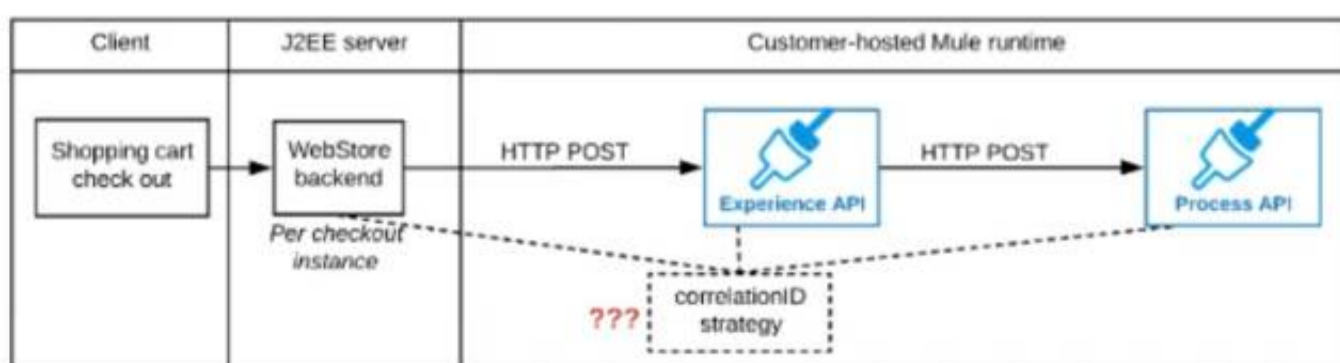 Client
J2EE server
Customer-hosted Mule runtime
Shopping cart
check out
WebStore
backend
HTTP POST
Experience API
HTTP POST
Process API
Per checkout
instance
???
correlationID
strategy